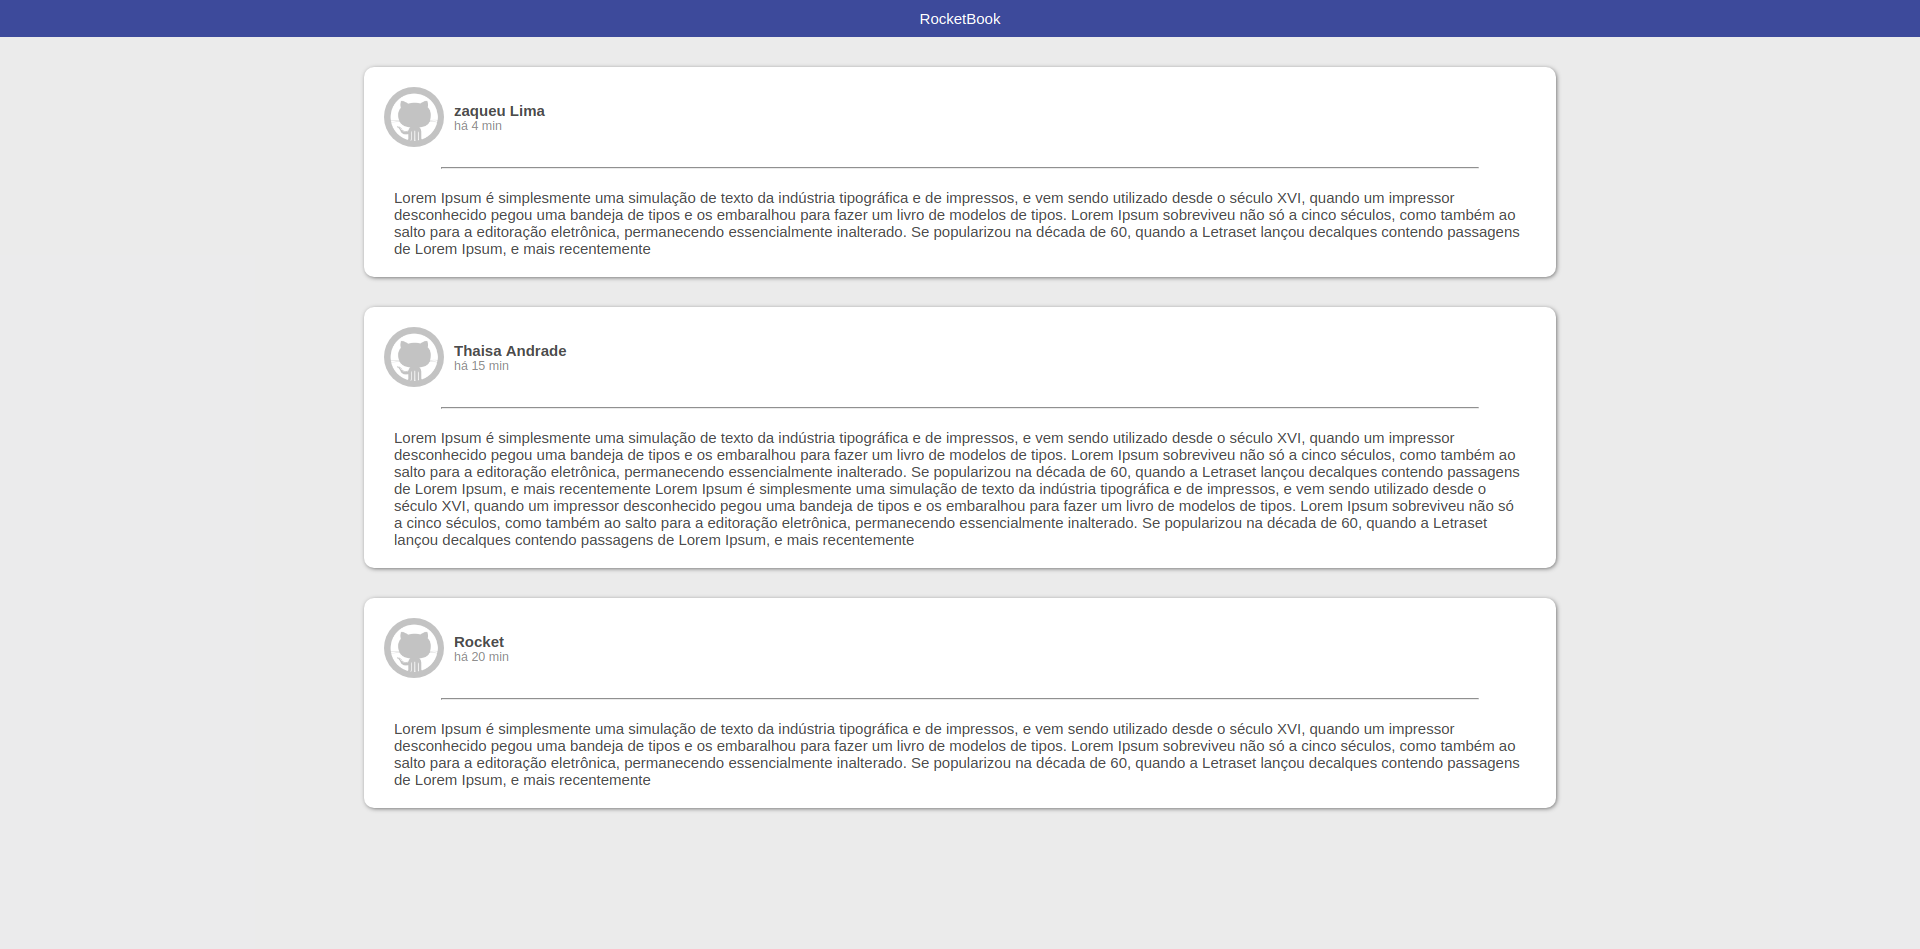 RocketBook
zaqueu Lima
há 4 min
Lorem Ipsum é simplesmente uma simulação de texto da indústria tipográfica e de impressos, e vem sendo utilizado desde o século XVI, quando um impressor
desconhecido pegou uma bandeja de tipos e os embaralhou para fazer um livro de modelos de tipos. Lorem Ipsum sobreviveu não só a cinco séculos, como também ao
salto para a editoração eletrônica, permanecendo essencialmente inalterado. Se popularizou na década de 60, quando a Letraset lançou decalques contendo passagens
de Lorem Ipsum, e mais recentemente
Thaisa Andrade
há 15 min
Lorem Ipsum é simplesmente uma simulação de texto da indústria tipográfica e de impressos, e vem sendo utilizado desde o século XVI, quando um impressor
desconhecido pegou uma bandeja de tipos e os embaralhou para fazer um livro de modelos de tipos. Lorem Ipsum sobreviveu não só a cinco séculos, como também ao
salto para a editoração eletrônica, permanecendo essencialmente inalterado. Se popularizou na década de 60, quando a Letraset lançou decalques contendo passagens
de Lorem Ipsum, e mais recentemente Lorem Ipsum é simplesmente uma simulação de texto da indústria tipográfica e de impressos, e vem sendo utilizado desde o
século XVI, quando um impressor desconhecido pegou uma bandeja de tipos e os embaralhou para fazer um livro de modelos de tipos. Lorem Ipsum sobreviveu não só
a cinco séculos, como também ao salto para a editoração eletrônica, permanecendo essencialmente inalterado. Se popularizou na década de 60, quando a Letraset
lançou decalques contendo passagens de Lorem Ipsum, e mais recentemente
Rocket
há 20 min
Lorem Ipsum é simplesmente uma simulação de texto da indústria tipográfica e de impressos, e vem sendo utilizado desde o século XVI, quando um impressor
desconhecido pegou uma bandeja de tipos e os embaralhou para fazer um livro de modelos de tipos. Lorem Ipsum sobreviveu não só a cinco séculos, como também ao
salto para a editoração eletrônica, permanecendo essencialmente inalterado. Se popularizou na década de 60, quando a Letraset lançou decalques contendo passagens
de Lorem Ipsum, e mais recentemente